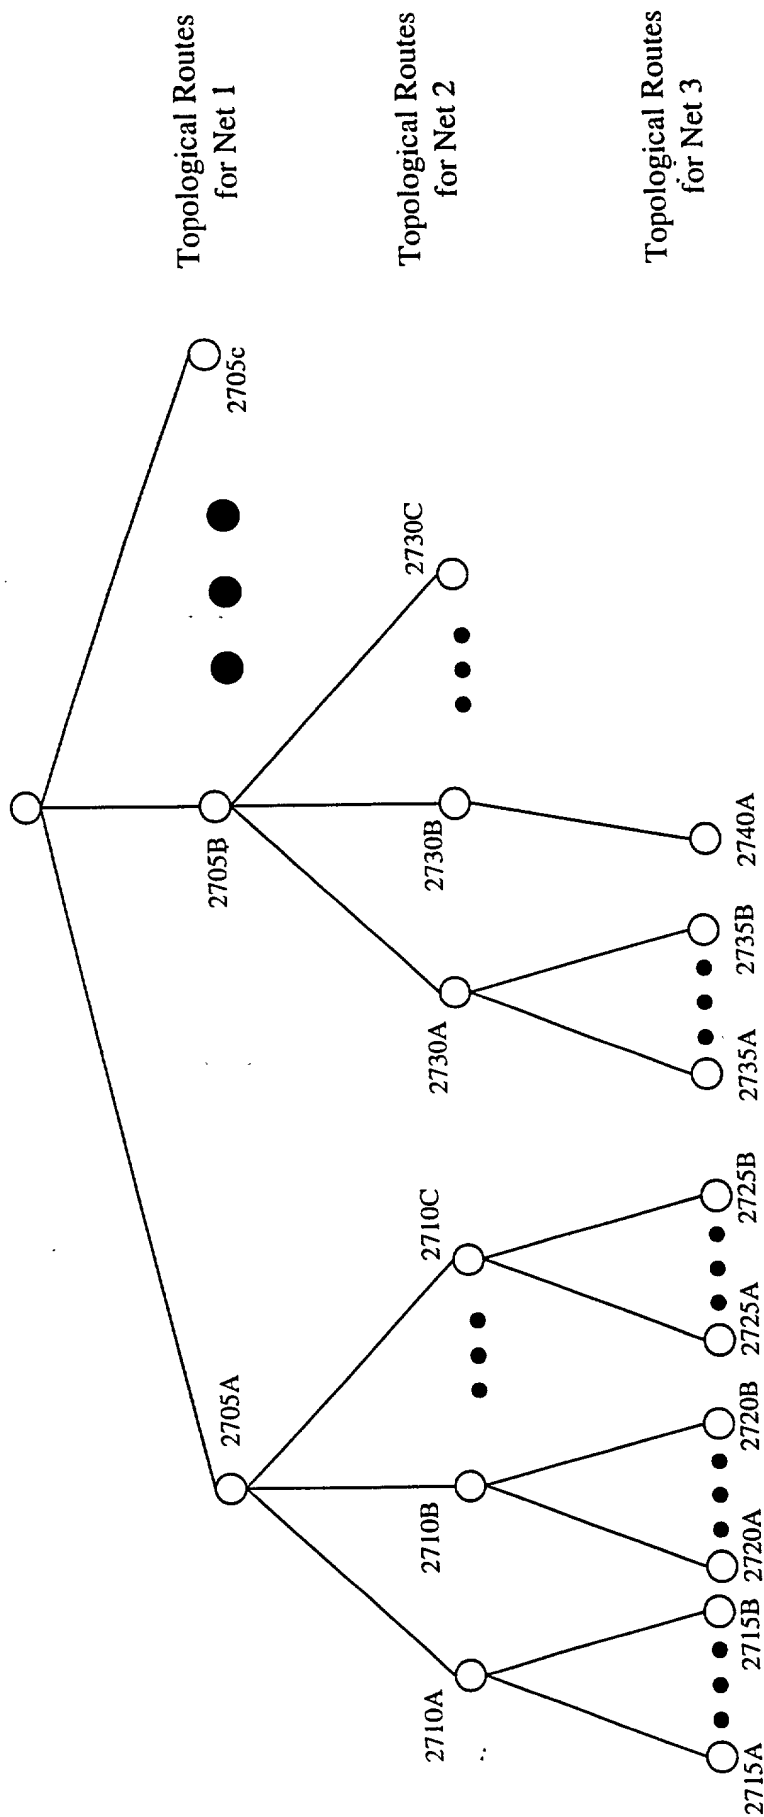 2705A
2705B
2705c
Topological Routes
for Net 1
2710A
2710B
2710C
2730A
2730B
2730C
Topological Routes
for Net 2
2715A
2715B
2720A
2720B
2725A
2725B
2735A
2735B
2740A
Topological Routes
for Net 3